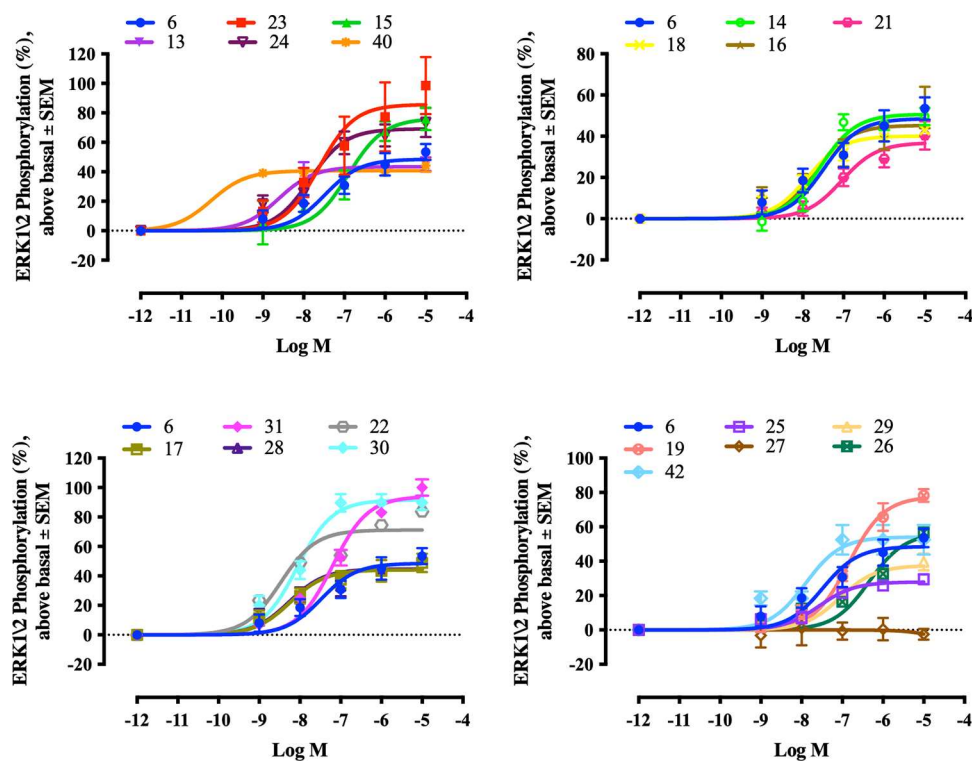 6 23 15
13 24 40
ERK1\2 Phosphorylation (%),
above basal ± SEM
120
100
80
60
40
20
0
20
-12 -11 -10 -9 -8 -7 -6 -5 -4
Log M
6 14 21
18 16
ERK1\2 Phosphorylation (%),
above basal ± SEM
80
60
40
20
0
-20
-12 -11 -10 -9 -8 -7 -6 -5 -4
Log M
6 31 22
17 28 30
ERK1\2 Phosphorylation (%),
above basal ± SEM
120
100
80
60
40
20
0
-20
-12 -11 -10 -9 -8 -7 -6 -5 -4
Log M
6 25 29
19 27 26
42
ERK1\2 Phosphorylation (%),
above basal ± SEM
100
80
60
40
20
0
-20
-12 -11 -10 -9 -8 -7 -6 -5 -4
Log M